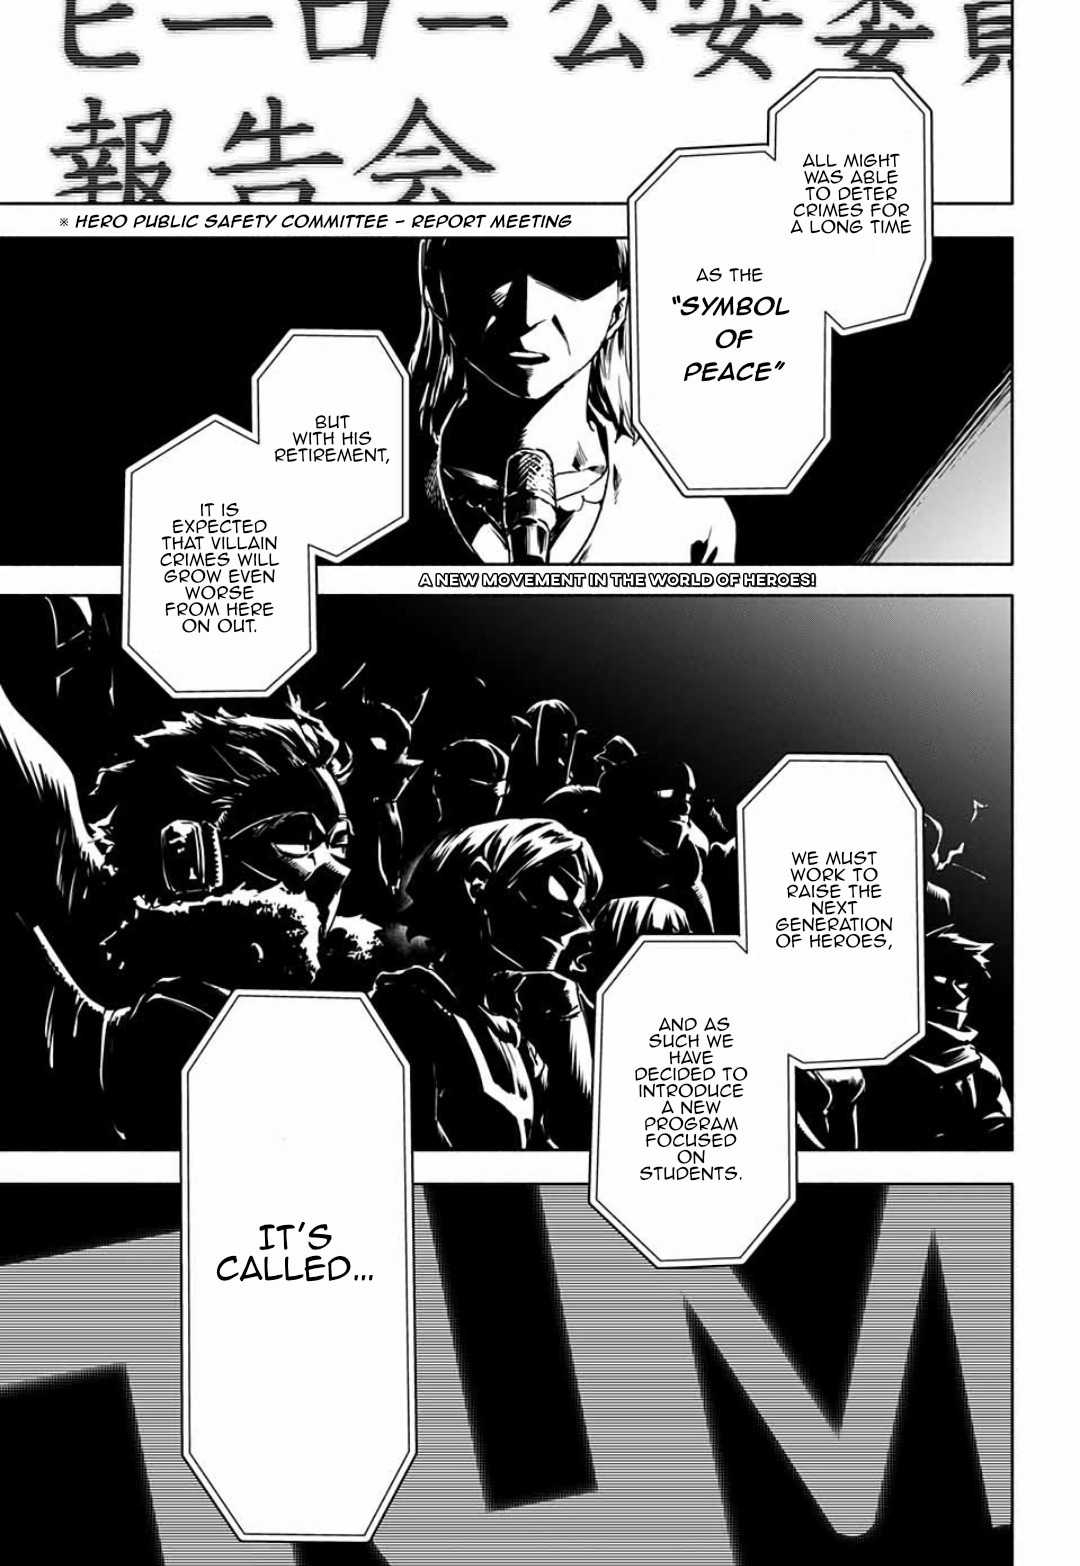 ヒーロー公安委員
報告会
※ HERO PUBLIC SAFETY COMMITTEE - REPORT MEETING
ALL MIGHT
WAS ABLE
TO DETER
CRIMES FOR
A LONG TIME
AS THE
"SYMBOL
OF
PEACE"
BUT
WITH HIS
RETIREMENT,
IT IS
EXPECTED
THAT VILLAIN
CRIMES WILL
GROW EVEN
WORSE
FROM HERE
ON OUT.
A NEW MOVEMENT IN THE WORLD OF HEROES!
WE MUST
WORK TO
RAISE THE
NEXT
GENERATION
OF HEROES,
AND AS
SUCH WE
HAVE
DECIDED TO
INTRODUCE
A NEW
PROGRAM
FOCUSED
ON
STUDENTS.
IT'S
CALLED...